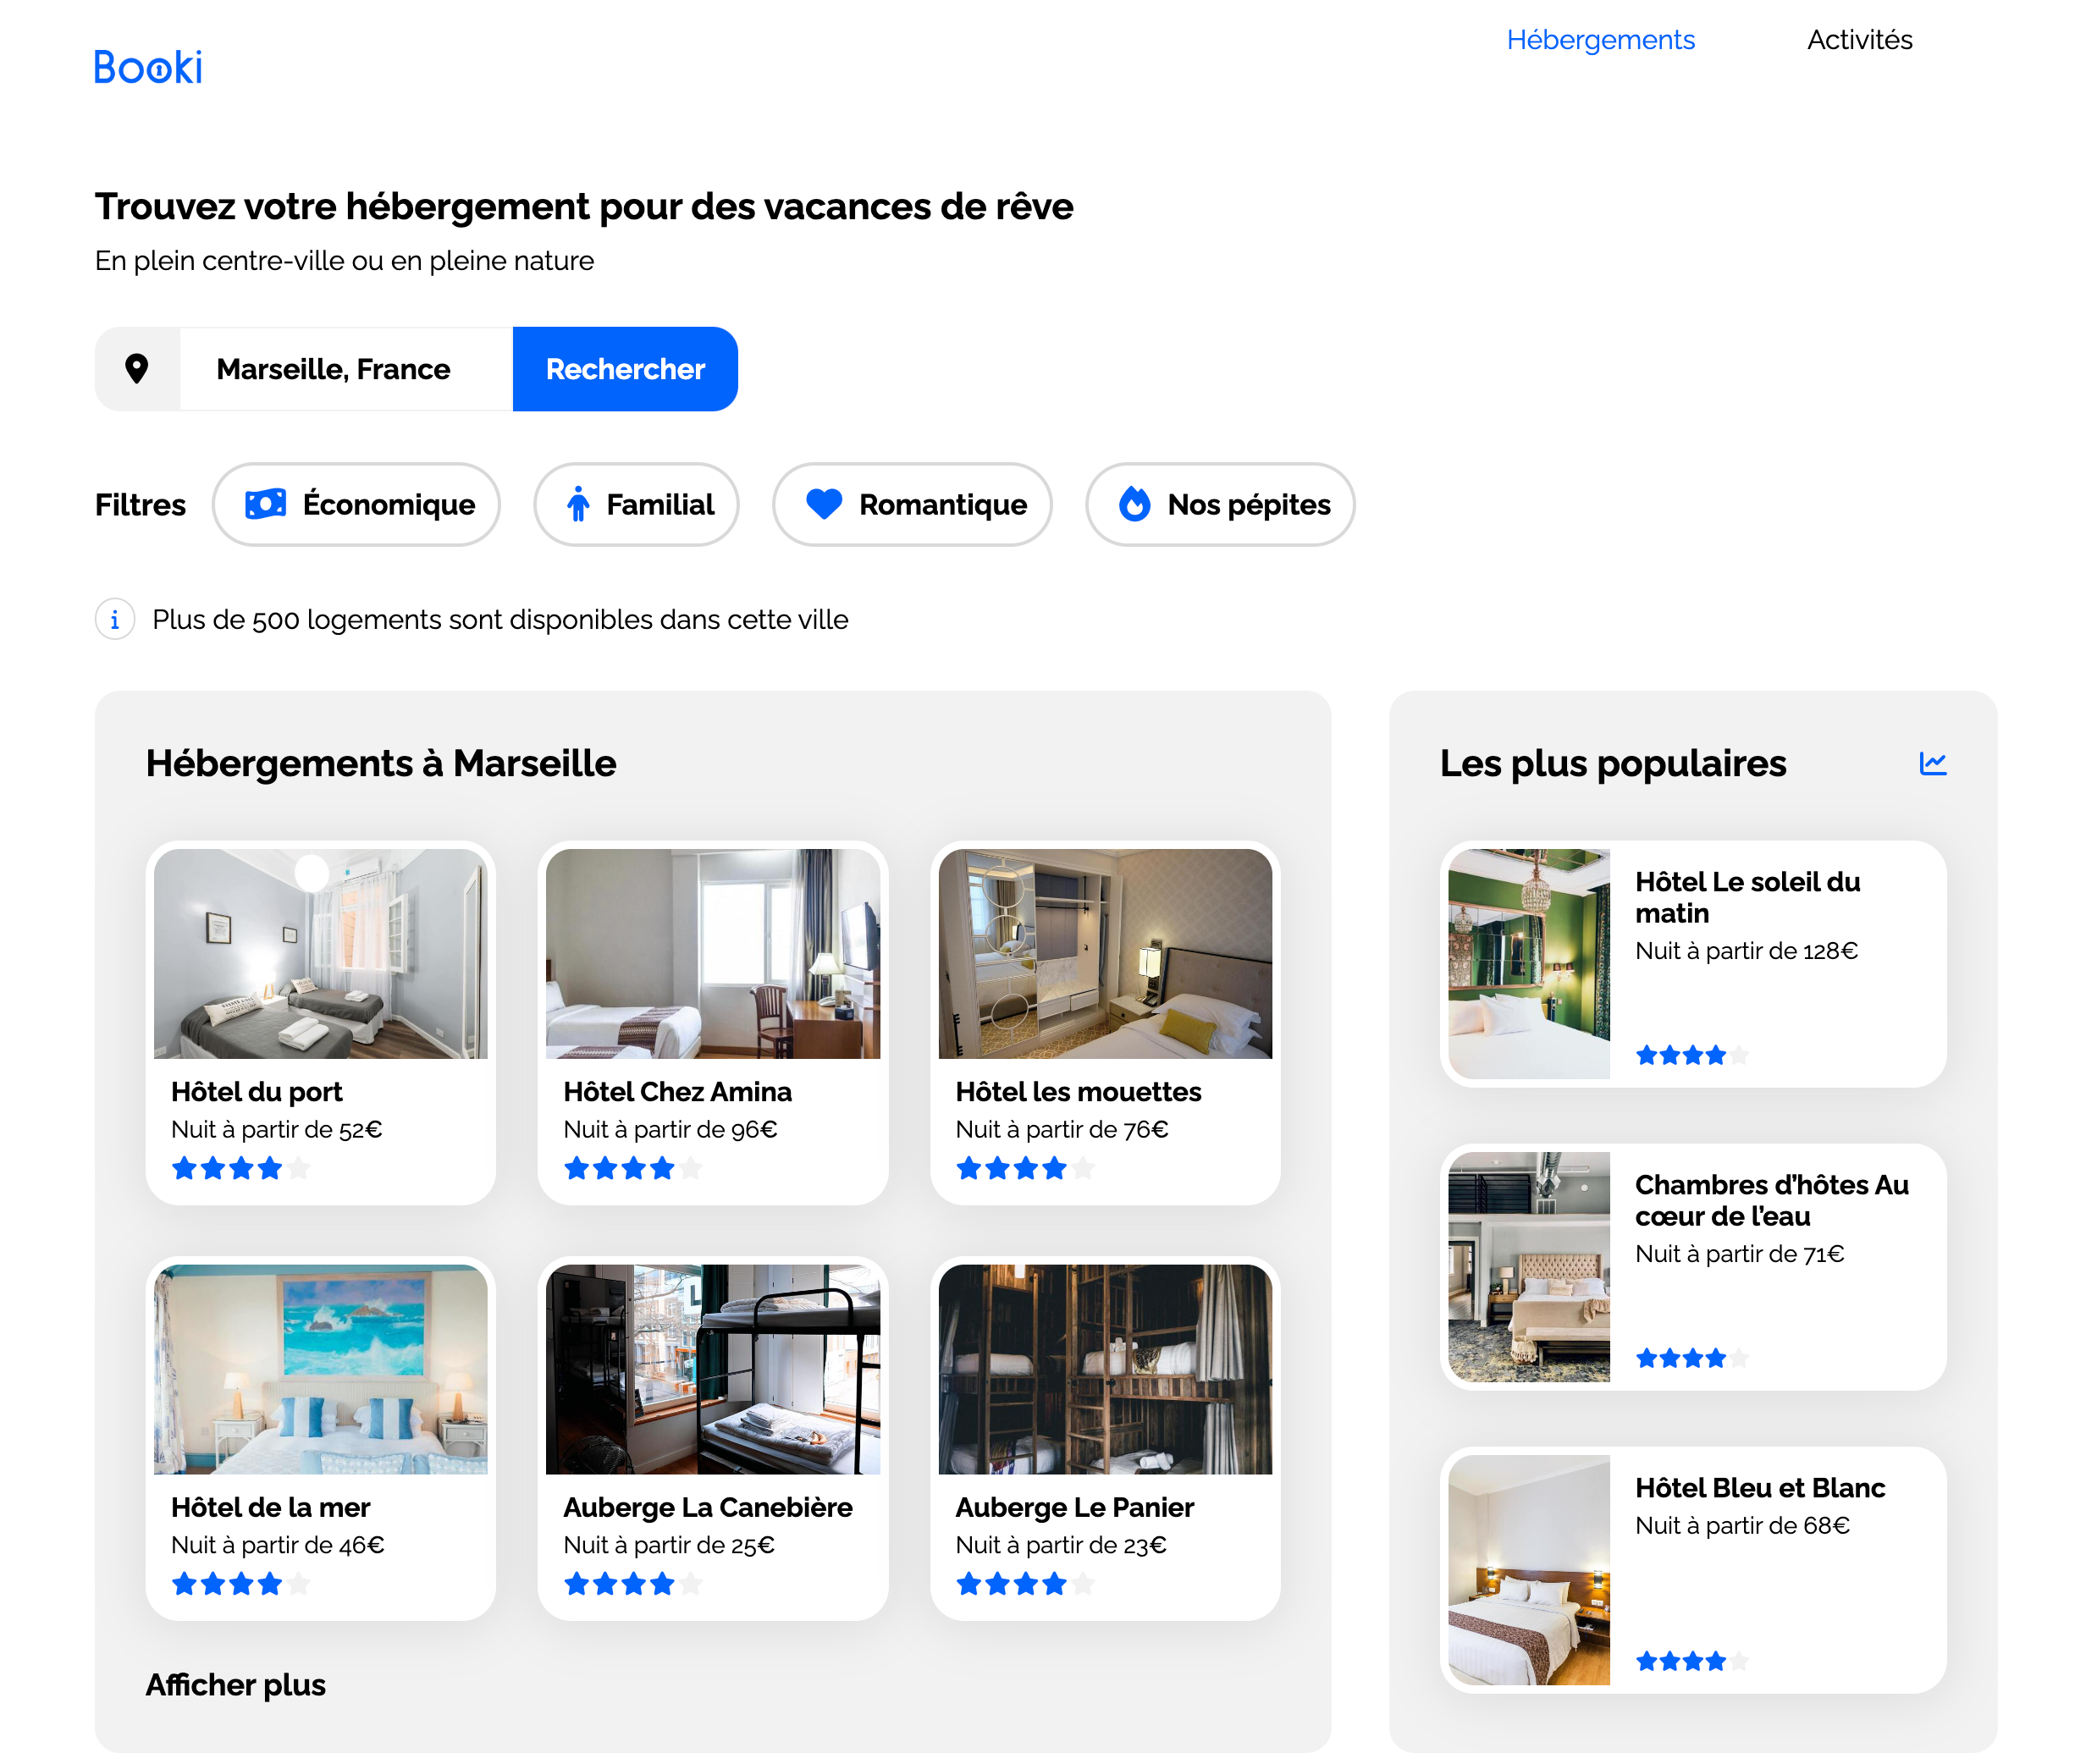 Booki
Hébergements
Activités
Trouvez votre hébergement pour des vacances de rêve
En plein centre-ville ou en pleine nature
Marseille, France
Rechercher
Filtres
Économique
Familial
Romantique
Nos pépites
Plus de 500 logements sont disponibles dans cette ville
Hébergements à Marseille
Hôtel du port
Nuit à partir de 52€
Hôtel Chez Amina
Nuit à partir de 96€
Hôtel les mouettes
Nuit à partir de 76€
Hôtel de la mer
Nuit à partir de 46€
Auberge La Canebière
Nuit à partir de 25€
Auberge Le Panier
Nuit à partir de 23€
Afficher plus
Les plus populaires
Hôtel Le soleil du
matin
Nuit à partir de 128€
Chambres d’hôtes Au
cœur de l’eau
Nuit à partir de 71€
Hôtel Bleu et Blanc
Nuit à partir de 68€